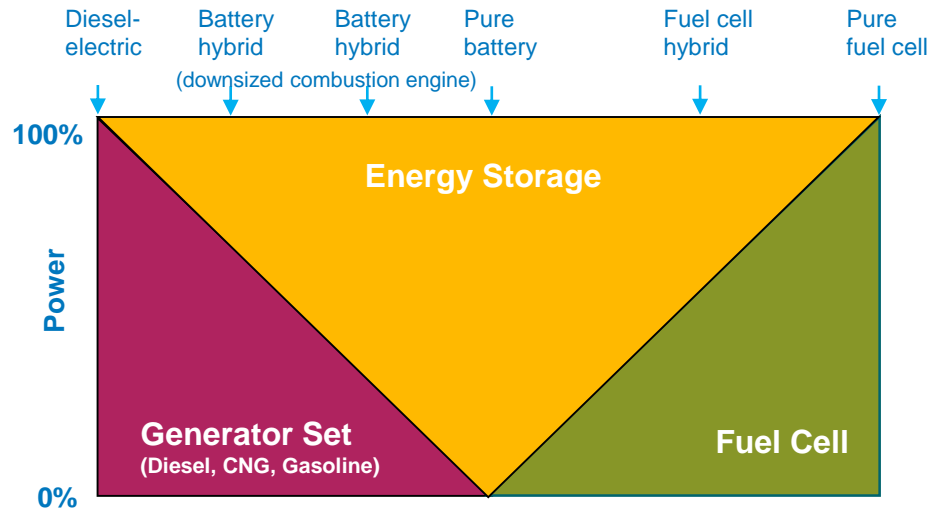 Diesel-
electric
Battery
hybrid
Battery
hybrid
(downsized combustion engine)
Pure
battery
Fuel cell
hybrid
Pure
fuel cell
100%
Energy Storage
Power
Generator Set
(Diesel, CNG, Gasoline)
Fuel Cell
0%